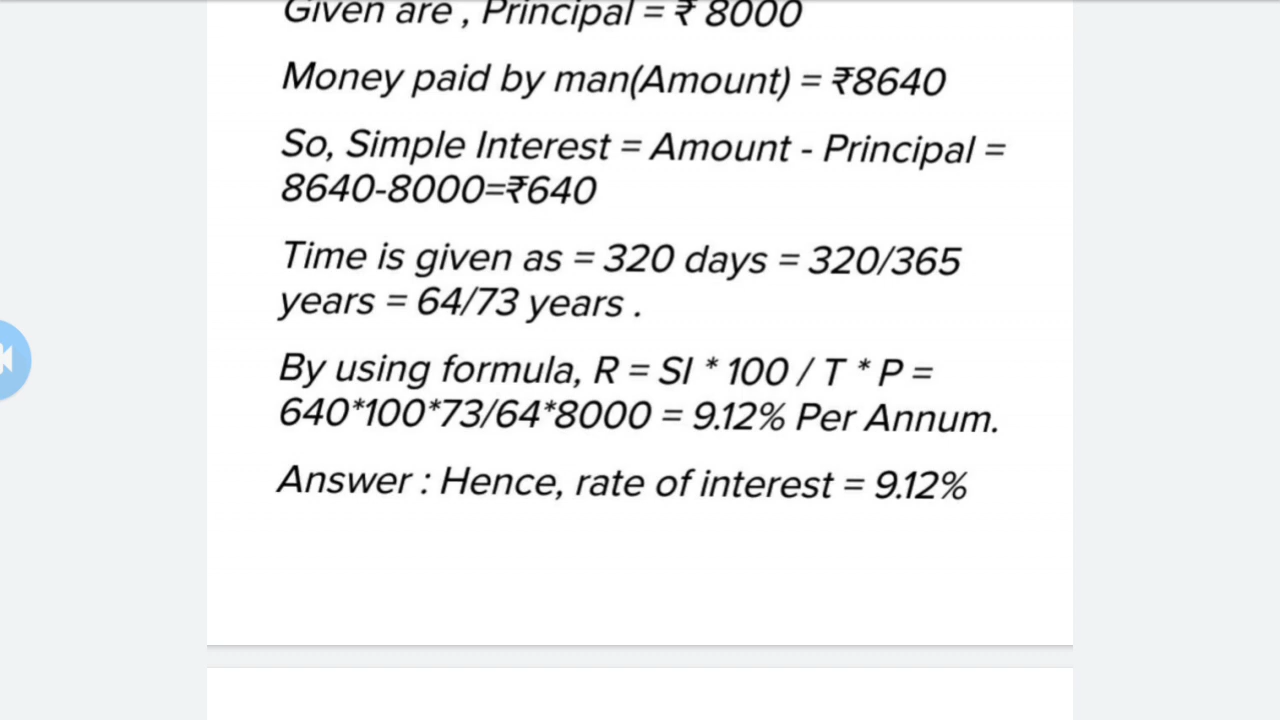 Given are , Principal = ₹ 8000
Money paid by man(Amount) = ₹8640
So, Simple Interest = Amount - Principal =
8640-8000=₹640
Time is given as = 320 days = 320/365
years = 64/73 years .
By using formula, R = SI * 100 / T * P =
640*100*73/64*8000 = 9.12% Per Annum.
Answer : Hence, rate of interest = 9.12%